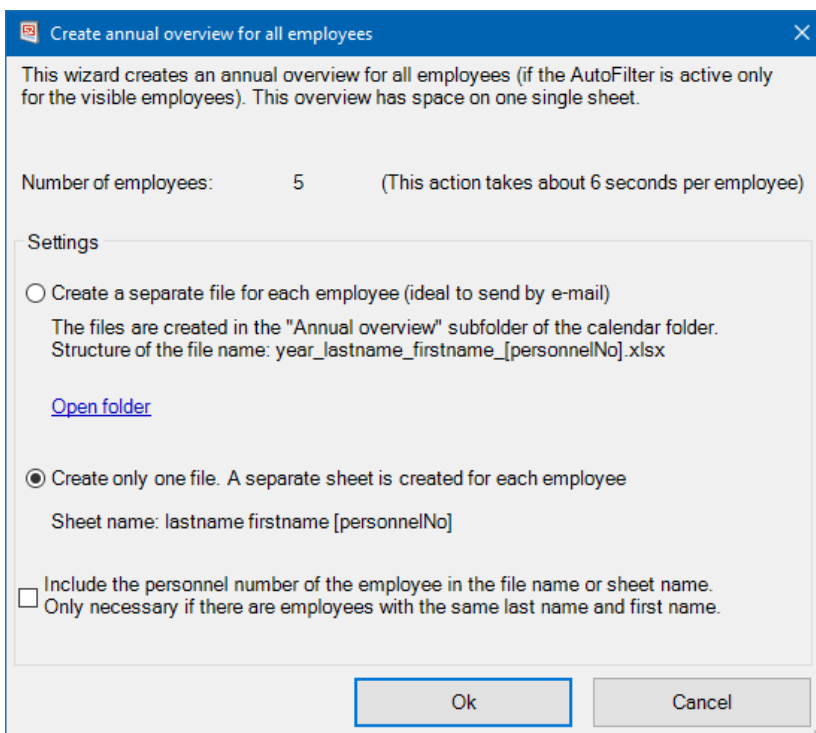 Create annual overview for all employees
This wizard creates an annual overview for all employees (if the AutoFilter is active only
for the visible employees). This overview has space on one single sheet.
Number of employees: 5 (This action takes about 6 seconds per employee)
Settings
Create a separate file for each employee (ideal to send by e-mail)
The files are created in the "Annual overview" subfolder of the calendar folder.
Structure of the file name: year_lastname_firstname_[personnelNo].xlsx
Open folder
Create only one file. A separate sheet is created for each employee
Sheet name: lastname firstname [personnelNo]
Include the personnel number of the employee in the file name or sheet name.
Only necessary if there are employees with the same last name and first name.
Ok Cancel